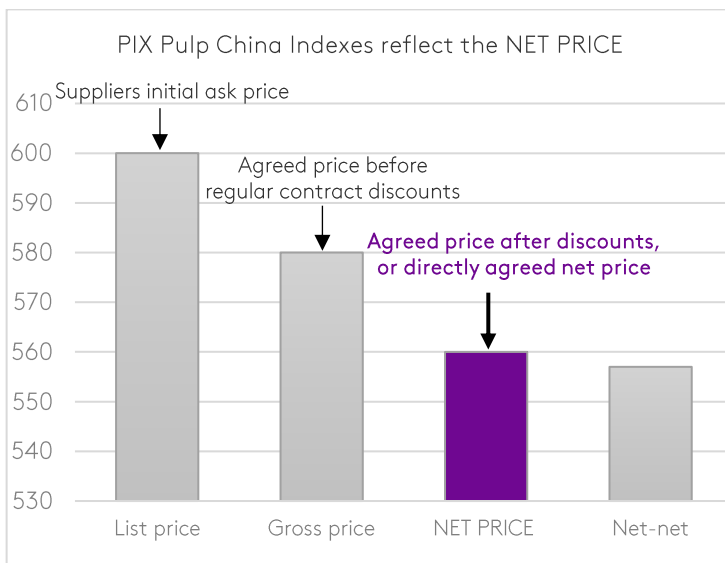 PIX Pulp China Indexes reflect the NET PRICE
Suppliers initial ask price
Agreed price before
regular contract discounts
Agreed price after discounts,
or directly agreed net price
610
600
590
580
570
560
550
540
530
List price
Gross price
NET PRICE
Net-net